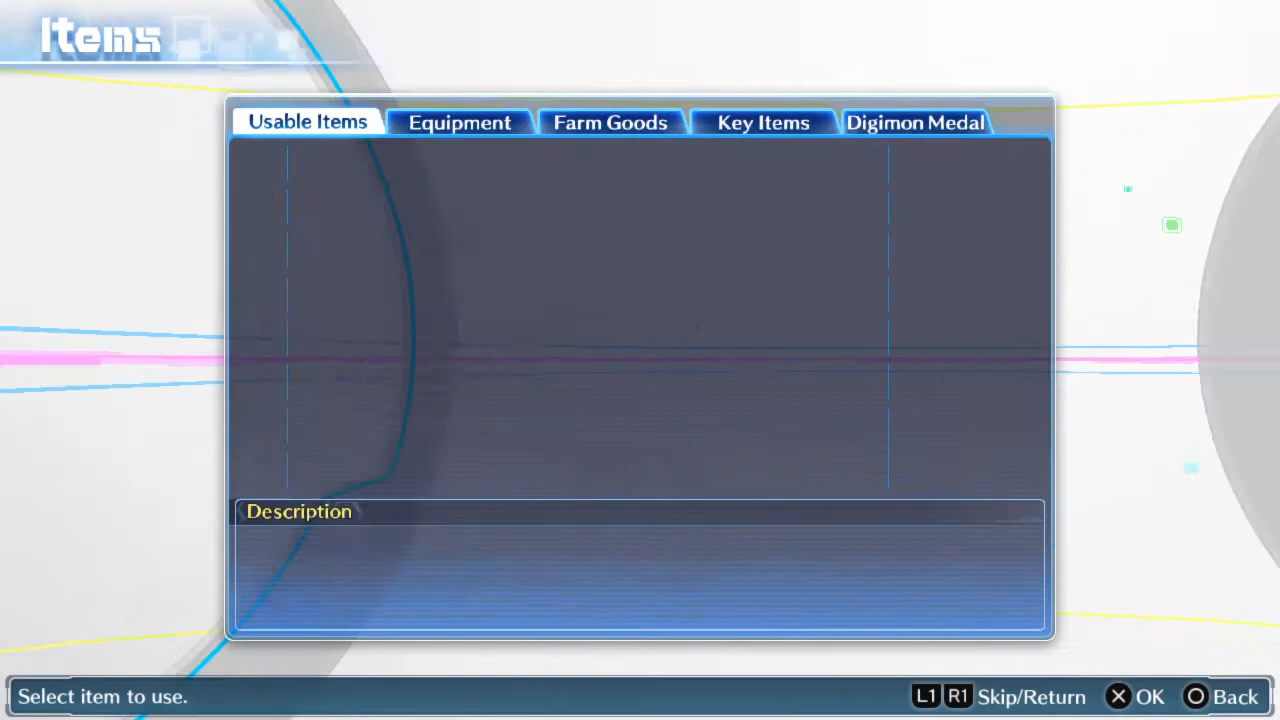 Items
Usable Items
Equipment
Farm Goods
Key Items
Digimon Medal
Description
Select item to use.
L1 R1 Skip/Return
OK
Back